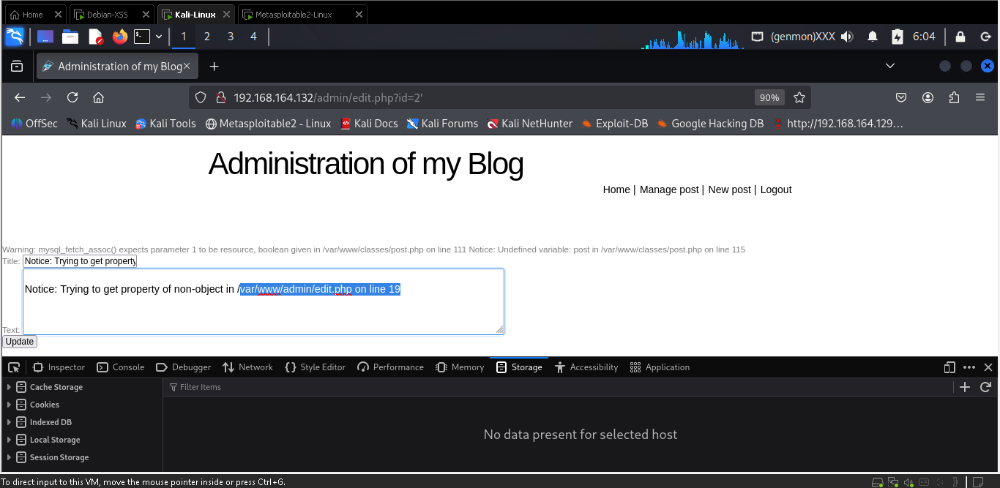 Home Debian-XSS Kali-Linux Metasploitable2-Linux
1 2 3 4 (genmon)XXX 6:04
Administration of my Blog
192.168.164.132/admin/edit.php?id=2' 90%
OffSec Kali Linux Kali Tools Metasploitable2 - Linux Kali Docs Kali Forums Kali NetHunter Exploit-DB Google Hacking DB http://192.168.164.129...
Administration of my Blog
Home | Manage post | New post | Logout
Warning: mysql_fetch_assoc() expects parameter 1 to be resource, boolean given in /var/www/classes/post.php on line 111 Notice: Undefined variable: post in /var/www/classes/post.php on line 115
Title: Notice: Trying to get property
Notice: Trying to get property of non-object in /var/www/admin/edit.php on line 19
Text:
Update
Inspector Console Debugger Network Style Editor Performance Memory Storage Accessibility Application
Cache Storage Filter Items
Cookies
Indexed DB
Local Storage
Session Storage
No data present for selected host
To direct input to this VM, move the mouse pointer inside or press Ctrl+G.